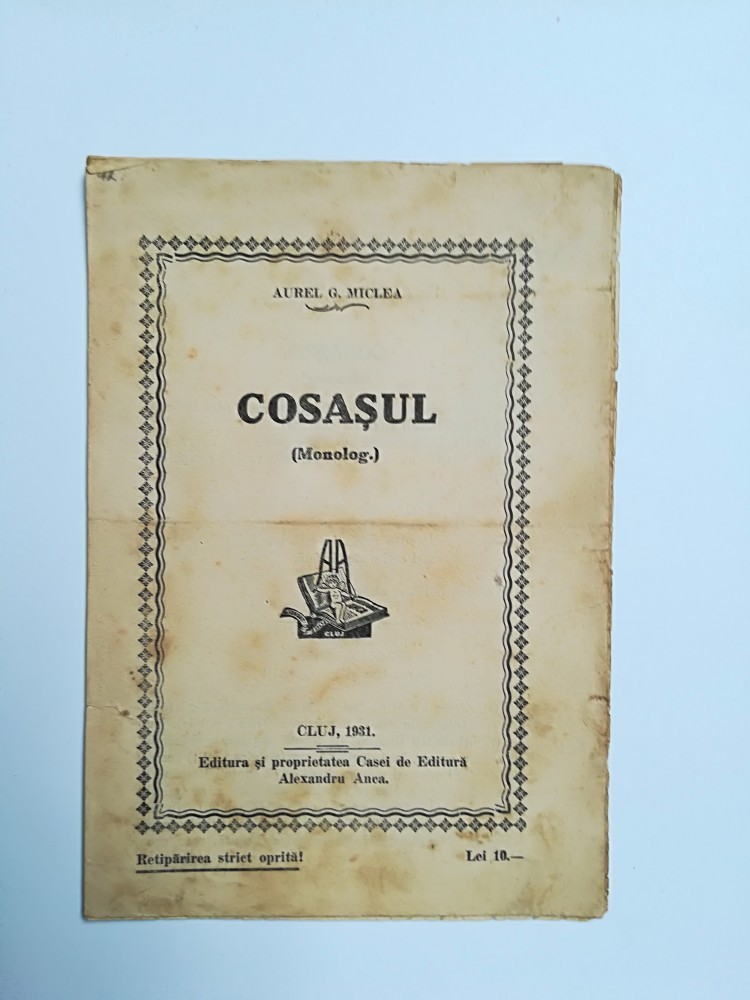 AUREL G. MICLEA
COSAȘUL
(Monolog.)
AA
CLUJ
CLUJ, 1931.
Editura și proprietatea Casei de Editură
Alexandru Anca.
Retipărirea strict oprită!
Lei 10.—